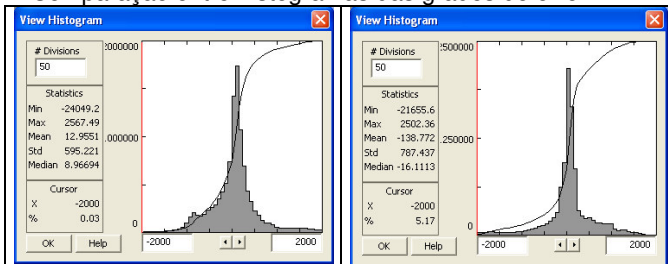 View Histogram
# Divisions
50
Statistics
Min -24049.2
Max 2567.49
Mean 12.9551
Std 595.221
Median 8.96694
Cursor
X -2000
% 0.03
OK Help
2000000
1000000
0
-2000
2000
View Histogram
# Divisions
50
Statistics
Min -21655.6
Max 2502.36
Mean -138.772
Std 787.437
Median -16.1113
Cursor
X -2000
% 5.17
OK Help
2500000
1250000
0
-2000
2000